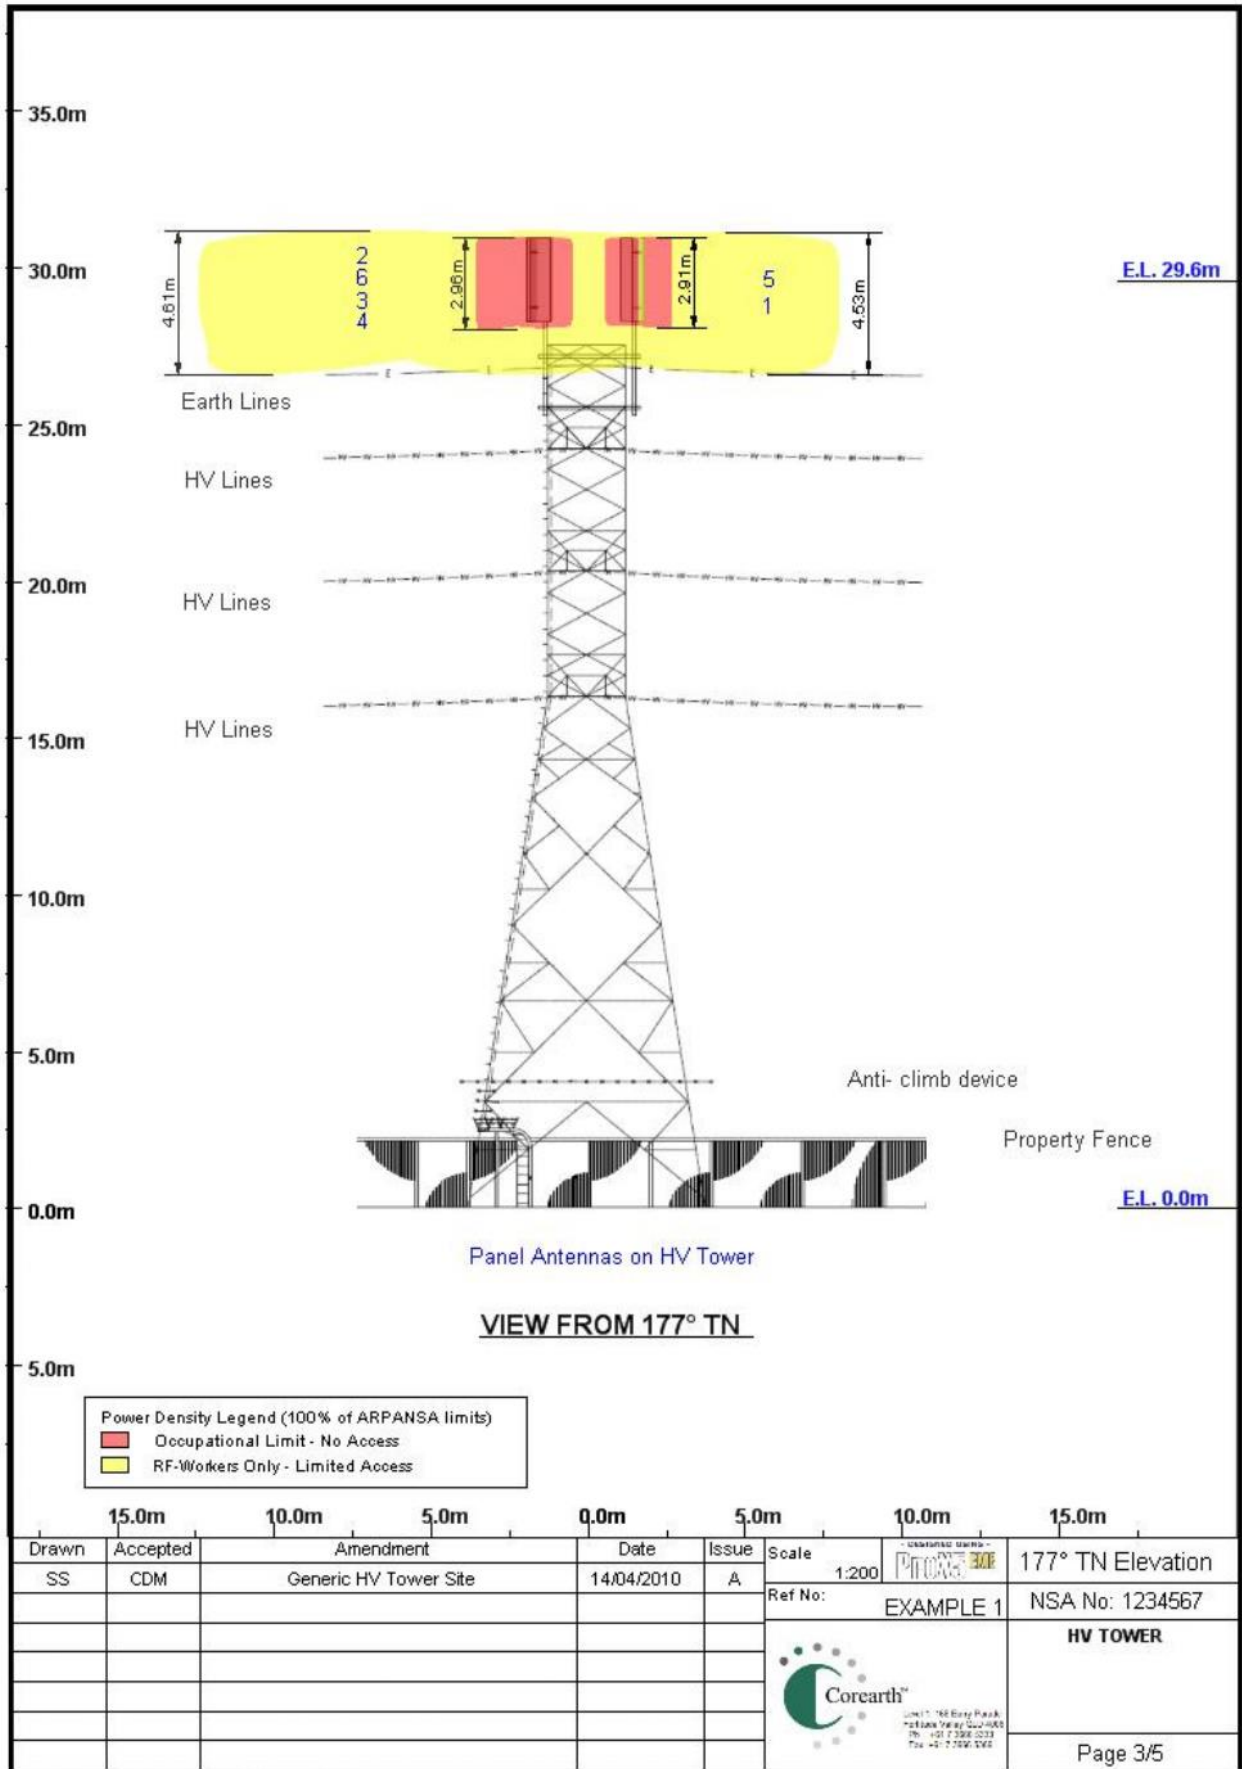 35.0m
30.0m
25.0m
20.0m
15.0m
10.0m
5.0m
0.0m
5.0m
4.61m
2
6
3
4
2.96m
2.91m
5
1
4.53m
E.L. 29.6m
Earth Lines
HV Lines
HV Lines
HV Lines
Anti- climb device
Property Fence
E.L. 0.0m
Panel Antennas on HV Tower
VIEW FROM 177° TN
Power Density Legend (100% of ARPANSA limits)
Occupational Limit - No Access
RF-Workers Only - Limited Access
15.0m 10.0m 5.0m 0.0m 5.0m 10.0m 15.0m
Drawn Accepted Amendment Date Issue
SS CDM Generic HV Tower Site 14/04/2010 A
Scale 1:200
177° TN Elevation
Ref No: EXAMPLE 1
NSA No: 1234567
HV TOWER
Corearth™
Page 3/5